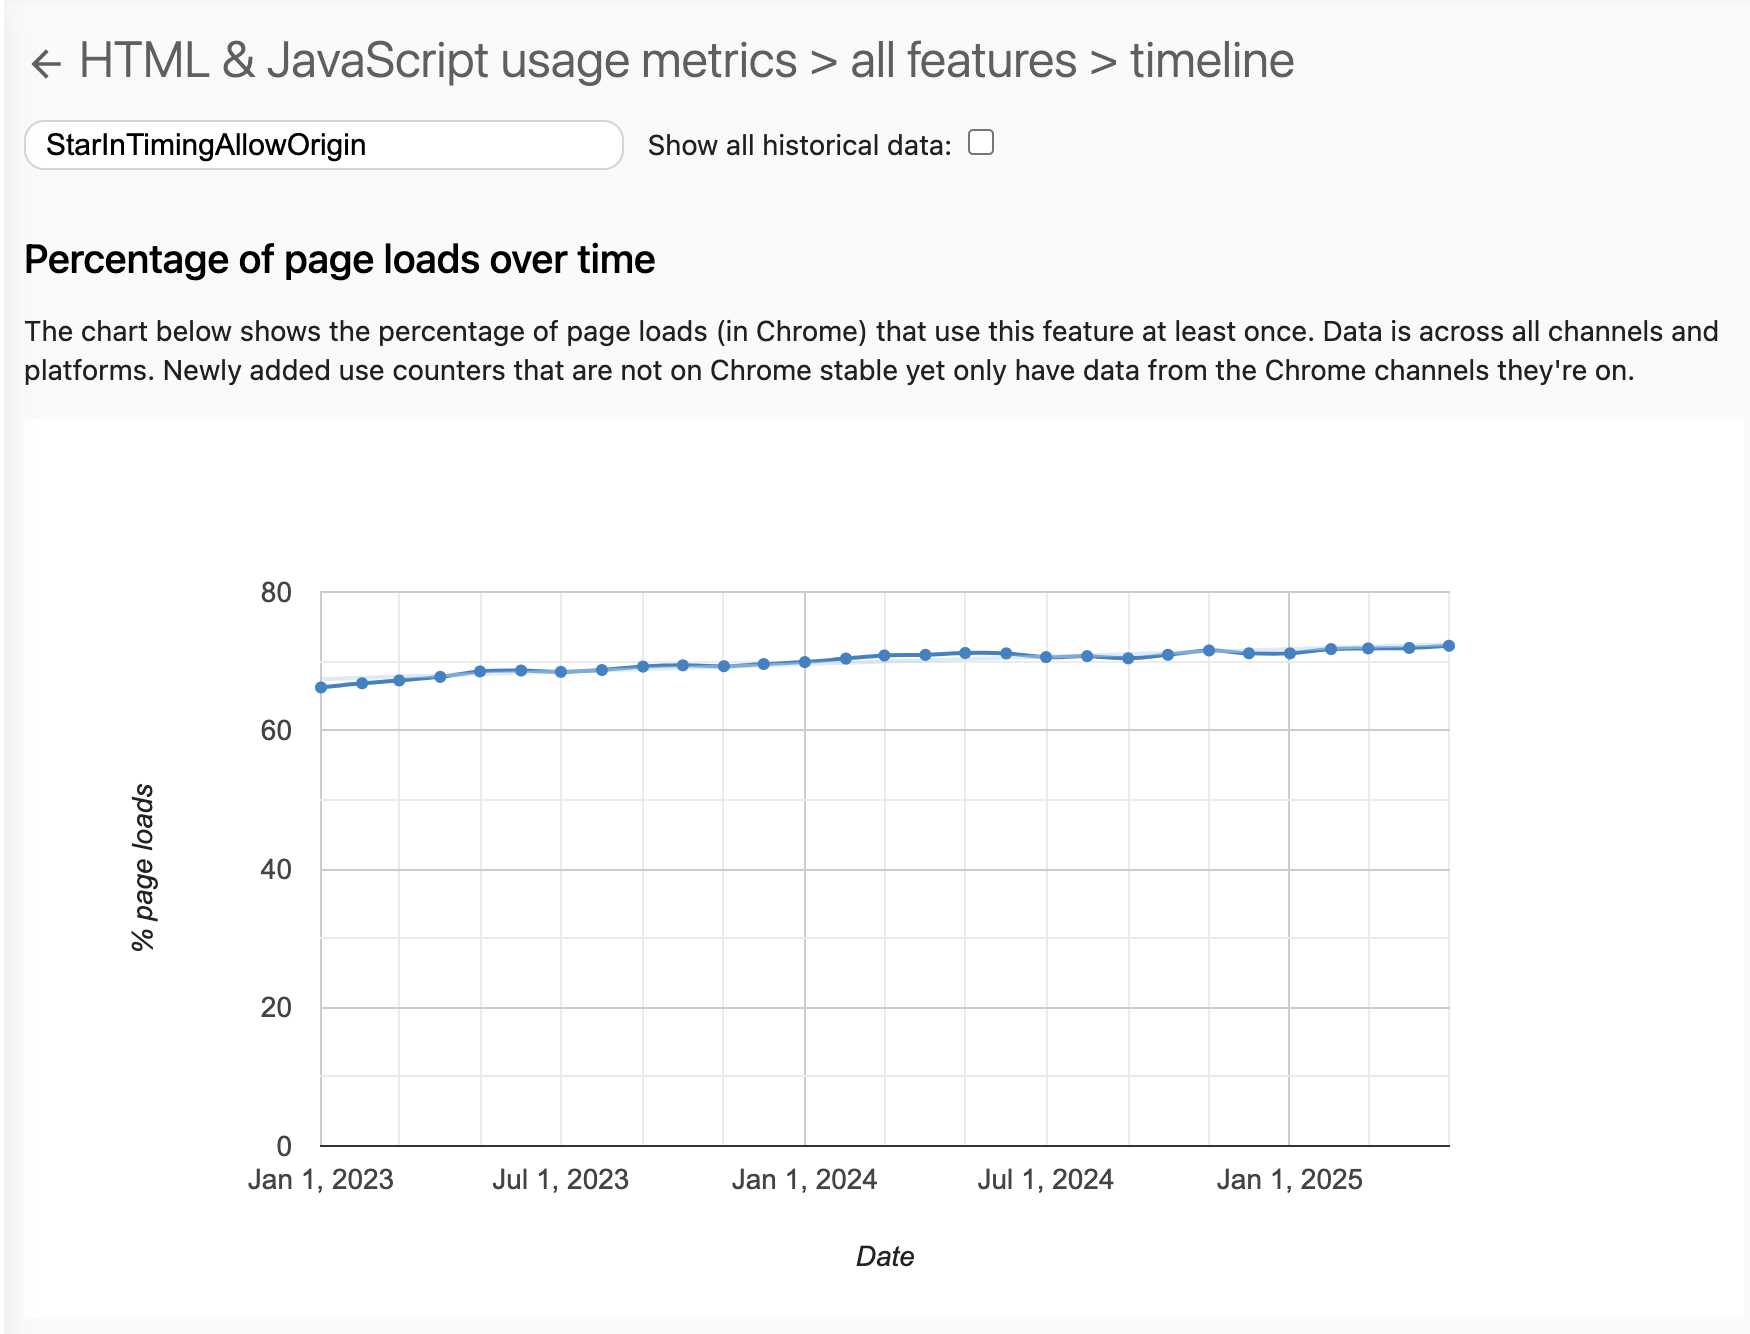 ← HTML & JavaScript usage metrics > all features > timeline
StarInTimingAllowOrigin
Show all historical data:
Percentage of page loads over time
The chart below shows the percentage of page loads (in Chrome) that use this feature at least once. Data is across all channels and
platforms. Newly added use counters that are not on Chrome stable yet only have data from the Chrome channels they're on.
80
60
40
20
0
% page loads
Jan 1, 2023
Jul 1, 2023
Jan 1, 2024
Jul 1, 2024
Jan 1, 2025
Date